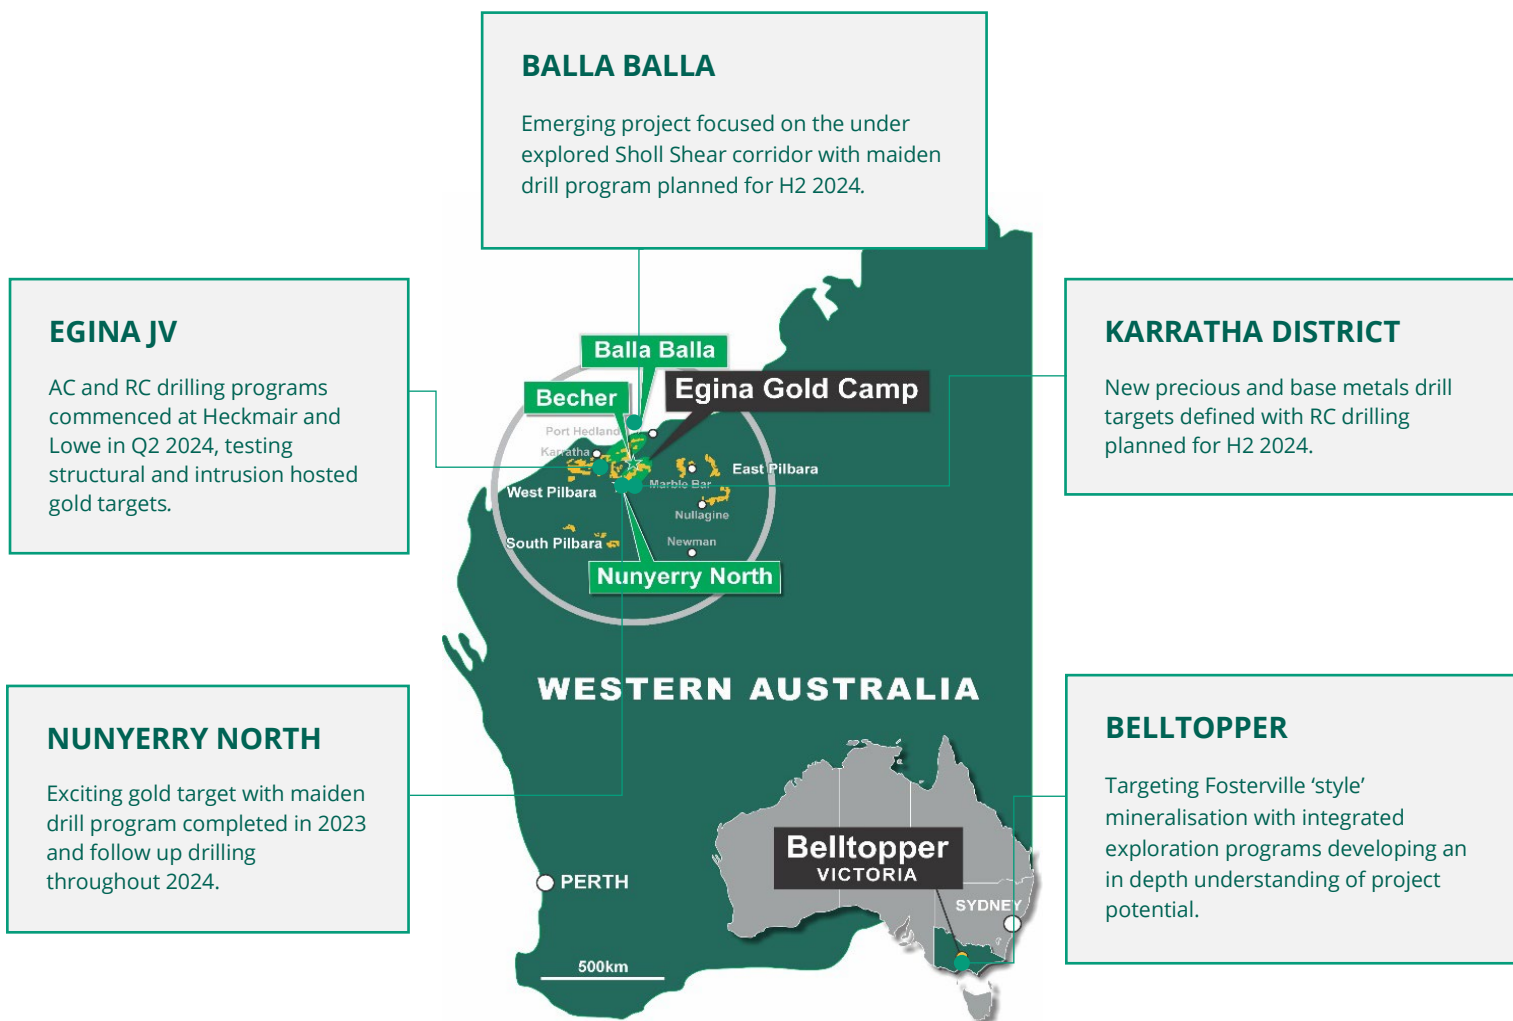 BALLA BALLA
Emerging project focused on the under
explored Sholl Shear corridor with maiden
drill program planned for H2 2024.
EGINA JV
AC and RC drilling programs
commenced at Heckmair and
Lowe in Q2 2024, testing
structural and intrusion hosted
gold targets.
KARRATHA DISTRICT
New precious and base metals drill
targets defined with RC drilling
planned for H2 2024.
Balla Balla
Becher
Egina Gold Camp
Port Hedland
Karratha
East Pilbara
West Pilbara
Marble Bar
Nullagine
South Pilbara
Newman
Nunyerry North
WESTERN AUSTRALIA
NUNYERRY NORTH
Exciting gold target with maiden
drill program completed in 2023
and follow up drilling
throughout 2024.
BELLTOPPER
Targeting Fosterville ‘style’
mineralisation with integrated
exploration programs developing an
in depth understanding of project
potential.
Belltopper
VICTORIA
PERTH
SYDNEY
500km